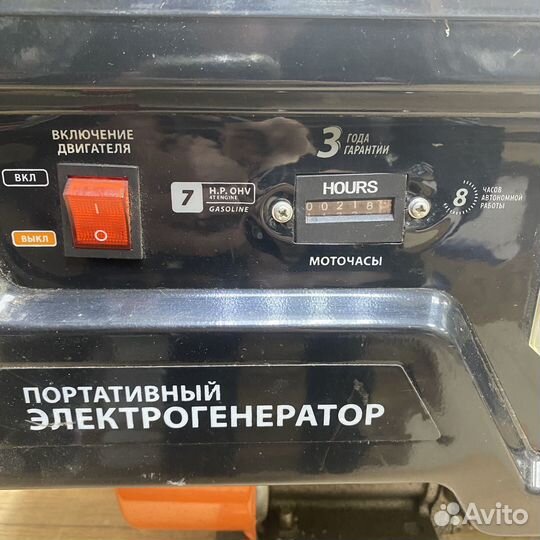 ВКЛЮЧЕНИЕ
ДВИГАТЕЛЯ
ВКЛ
ВЫКЛ
7 H.P. OHV
4T ENGINE
GASOLINE
3 ГОДА
ГАРАНТИИ
HOURS
00218
МОТОЧАСЫ
8 ЧАСОВ
АВТОНОМНОЙ
РАБОТЫ
ПОРТАТИВНЫЙ
ЭЛЕКТРОГЕНЕРАТОР
Avito